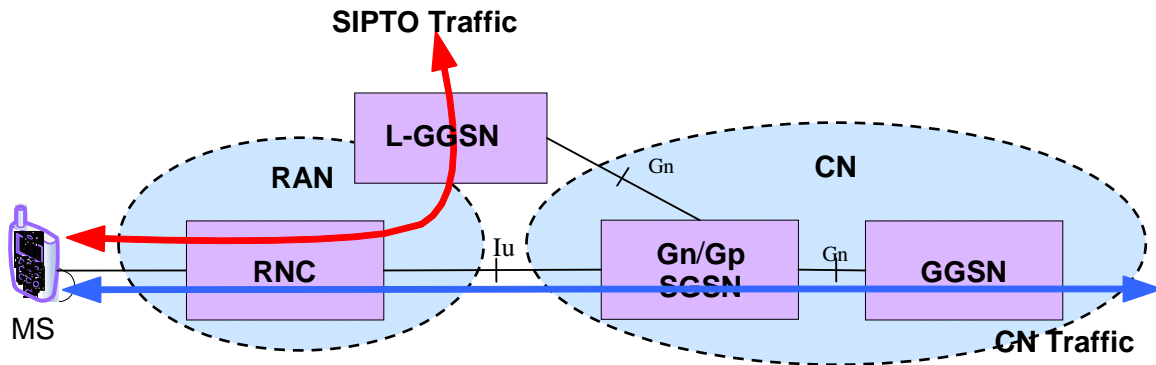 SIPTO Traffic
L-GGSN
RAN
Gn
CN
RNC
Iu
Gn/Gp
SGSN
Gn
GGSN
MS
CN Traffic